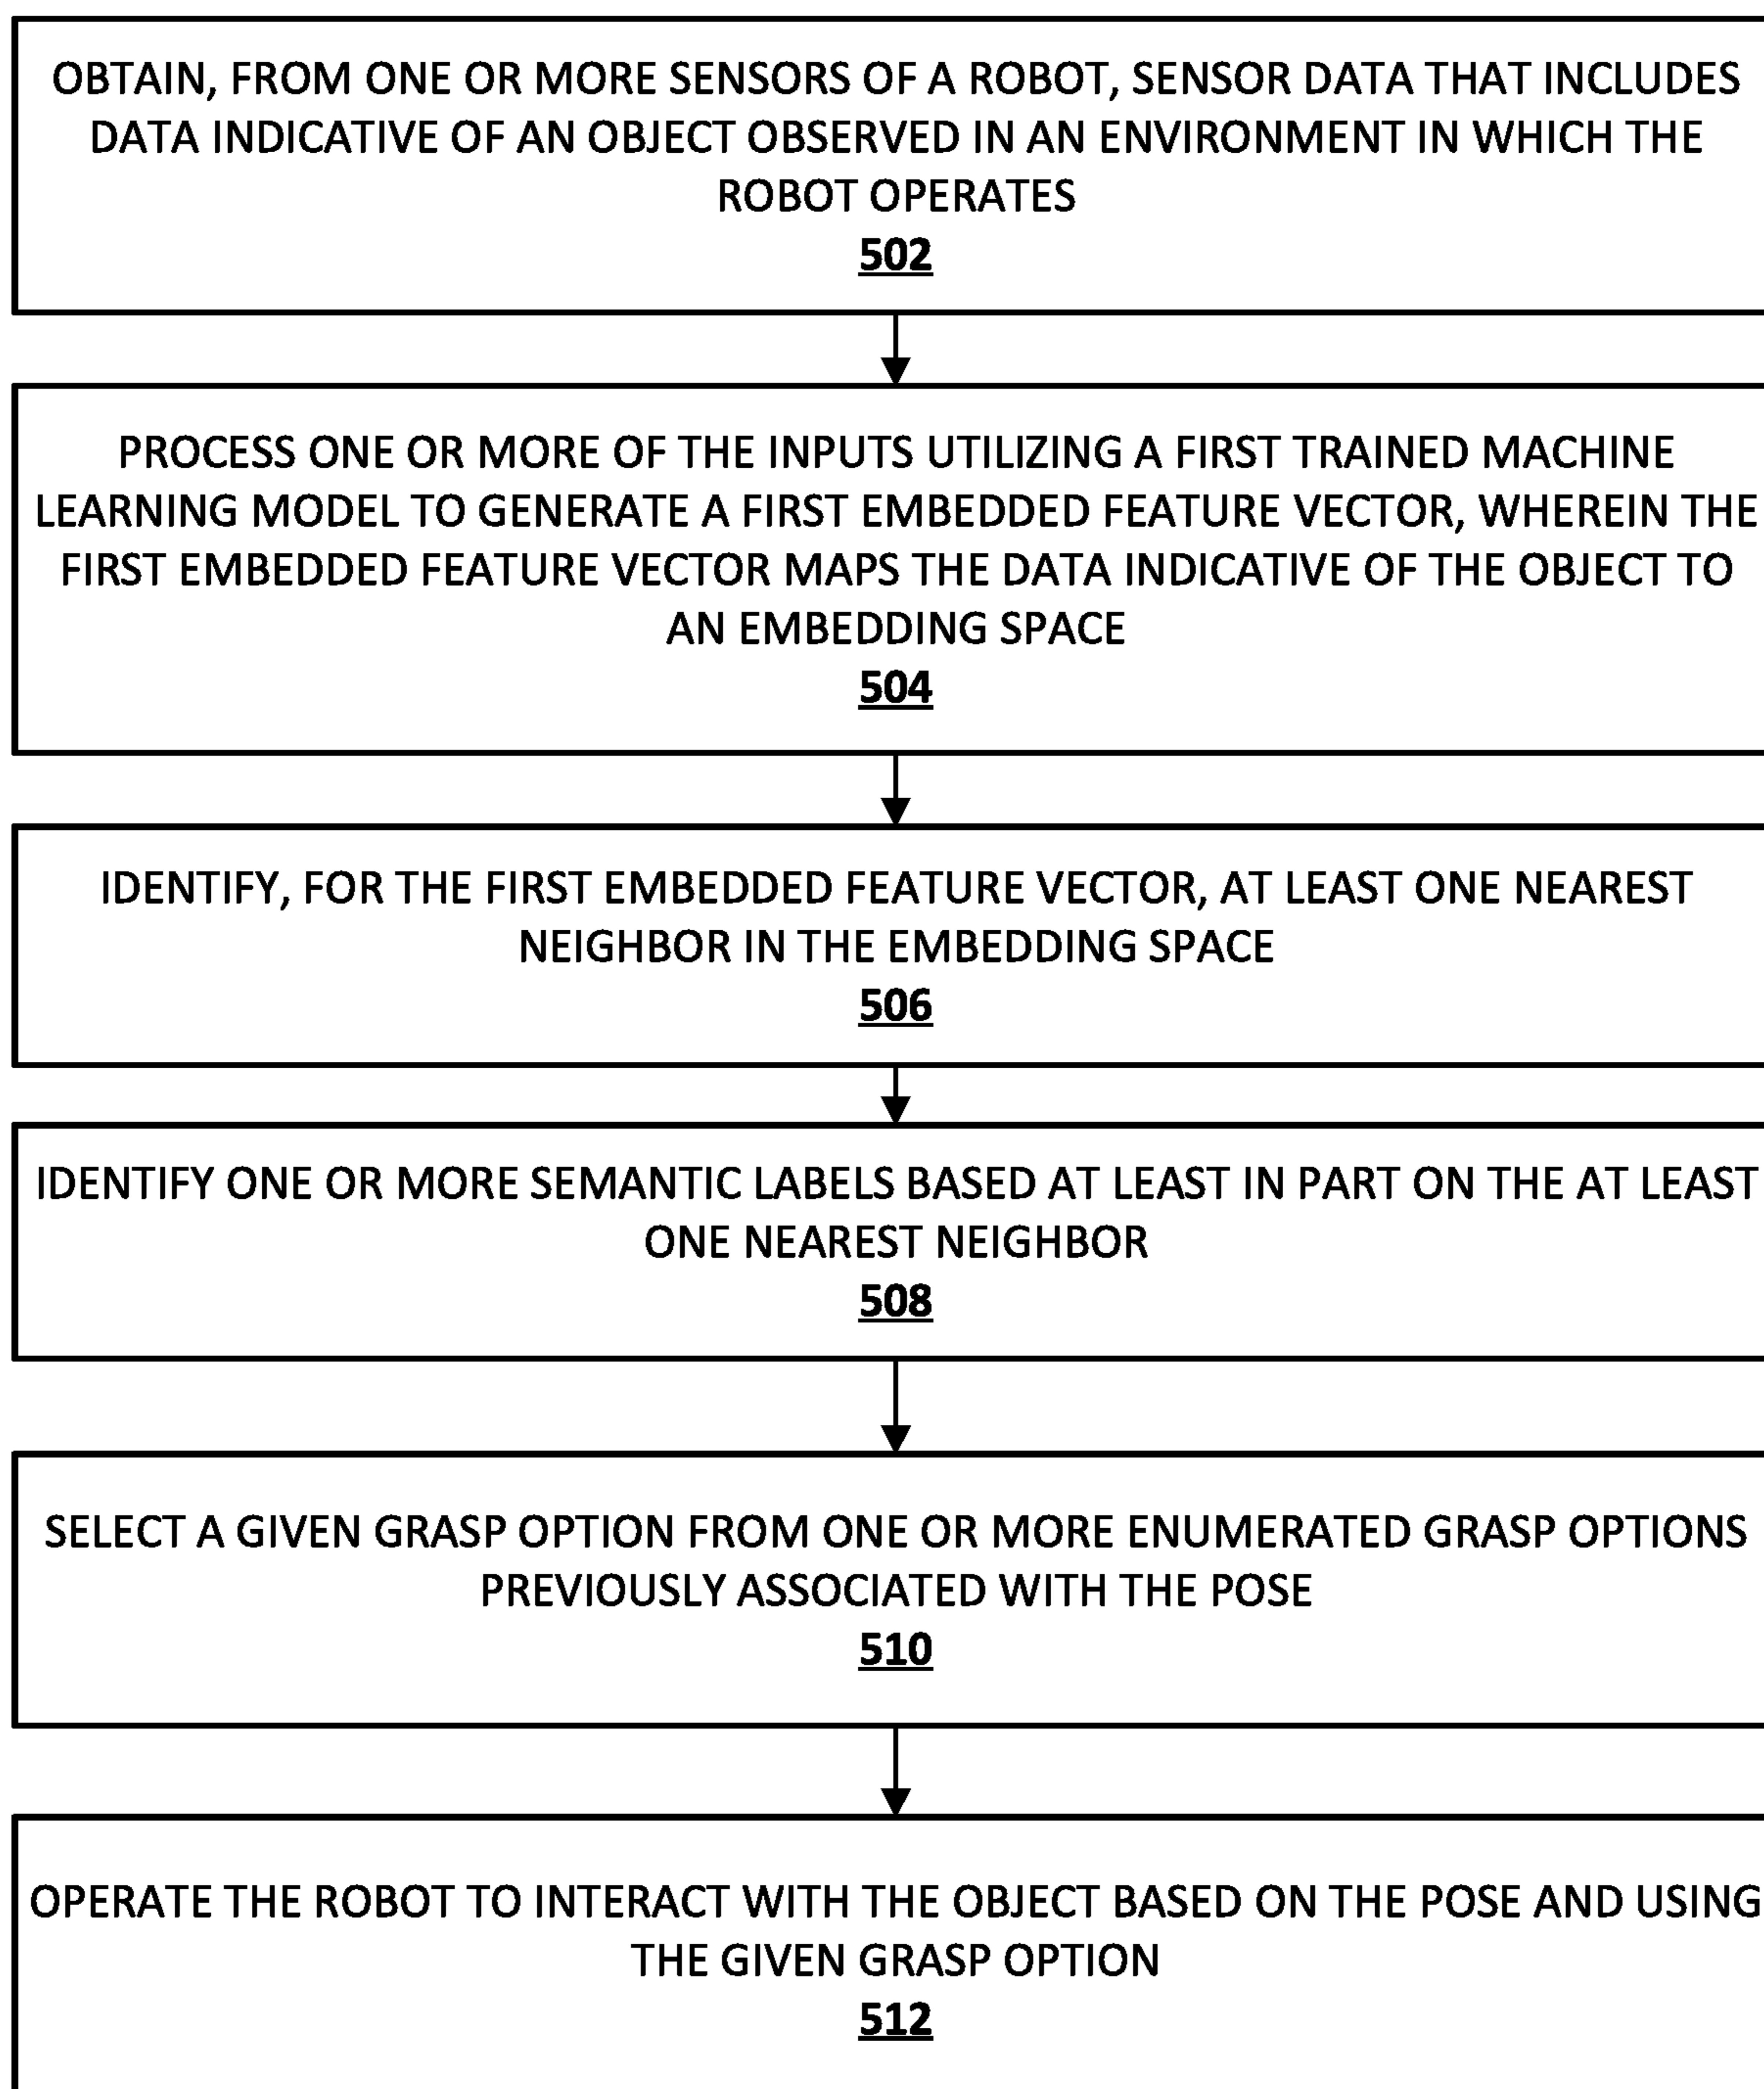 OBTAIN, FROM ONE OR MORE SENSORS OF A ROBOT, SENSOR DATA THAT INCLUDES
DATA INDICATIVE OF AN OBJECT OBSERVED IN AN ENVIRONMENT IN WHICH THE
ROBOT OPERATES
502
PROCESS ONE OR MORE OF THE INPUTS UTILIZING A FIRST TRAINED MACHINE
LEARNING MODEL TO GENERATE A FIRST EMBEDDED FEATURE VECTOR, WHEREIN THE
FIRST EMBEDDED FEATURE VECTOR MAPS THE DATA INDICATIVE OF THE OBJECT TO
AN EMBEDDING SPACE
504
IDENTIFY, FOR THE FIRST EMBEDDED FEATURE VECTOR, AT LEAST ONE NEAREST
NEIGHBOR IN THE EMBEDDING SPACE
506
IDENTIFY ONE OR MORE SEMANTIC LABELS BASED AT LEAST IN PART ON THE AT LEAST
ONE NEAREST NEIGHBOR
508
SELECT A GIVEN GRASP OPTION FROM ONE OR MORE ENUMERATED GRASP OPTIONS
PREVIOUSLY ASSOCIATED WITH THE POSE
510
OPERATE THE ROBOT TO INTERACT WITH THE OBJECT BASED ON THE POSE AND USING
THE GIVEN GRASP OPTION
512